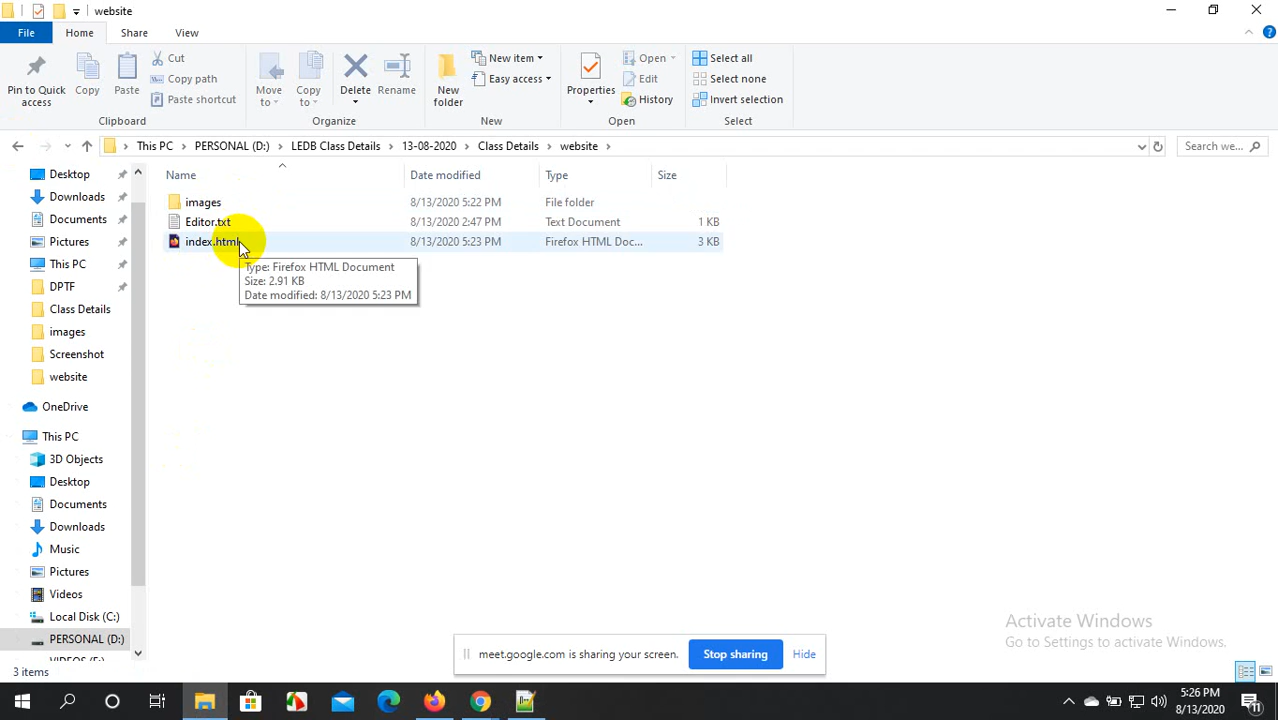 website
File Home Share View
Pin to Quick access
Copy
Paste
Cut
Copy path
Paste shortcut
Clipboard
Move to
Copy to
Delete
Rename
Organize
New folder
New item
Easy access
New
Properties
Open
Edit
History
Open
Select all
Select none
Invert selection
Select
This PC PERSONAL (D:) LEDB Class Details 13-08-2020 Class Details website
Search we...
Name Date modified Type Size
images 8/13/2020 5:22 PM File folder
Editor.txt 8/13/2020 2:47 PM Text Document 1 KB
index.html 8/13/2020 5:23 PM Firefox HTML Doc... 3 KB
Type: Firefox HTML Document
Size: 2.91 KB
Date modified: 8/13/2020 5:23 PM
Desktop
Downloads
Documents
Pictures
This PC
DPTF
Class Details
images
Screenshot
website
OneDrive
This PC
3D Objects
Desktop
Documents
Downloads
Music
Pictures
Videos
Local Disk (C:)
PERSONAL (D:)
Activate Windows
Go to Settings to activate Windows.
meet.google.com is sharing your screen. Stop sharing Hide
3 items
5:26 PM
8/13/2020
11